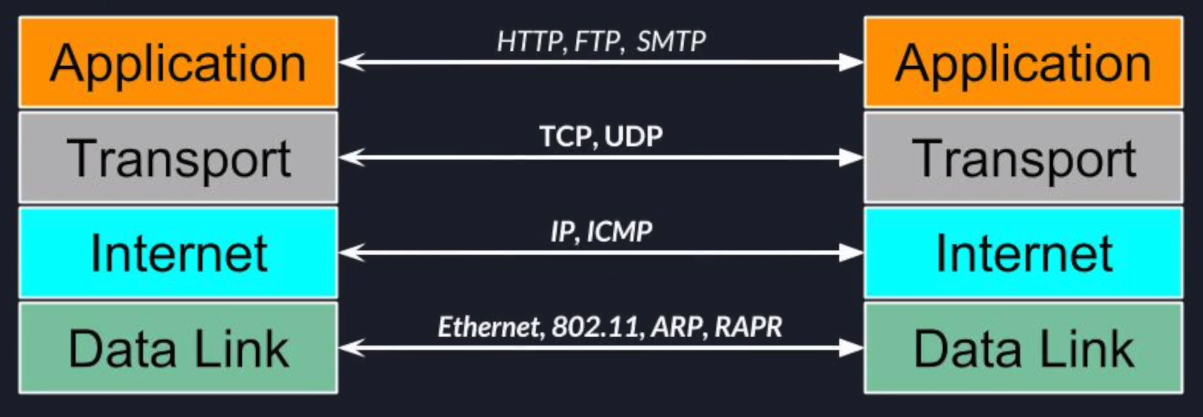 Application HTTP, FTP, SMTP Application
Transport TCP, UDP Transport
Internet IP, ICMP Internet
Data Link Ethernet, 802.11, ARP, RAPR Data Link